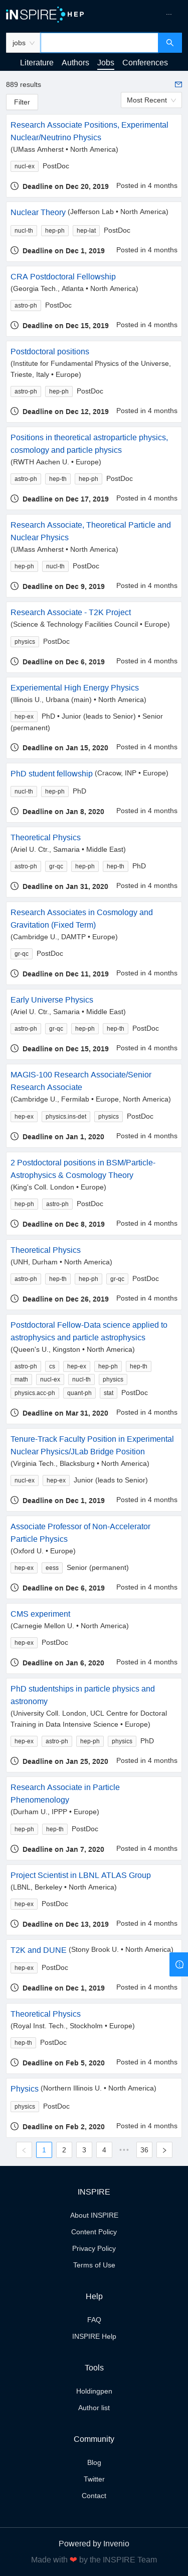 iNSPIRE HEP
jobs
Literature Authors Jobs Conferences
889 results
Filter
Most Recent
Research Associate Positions, Experimental
Nuclear/Neutrino Physics
(UMass Amherst • North America)
nucl-ex PostDoc
Deadline on Dec 20, 2019 Posted in 4 months
Nuclear Theory (Jefferson Lab • North America)
nucl-th hep-ph hep-lat PostDoc
Deadline on Dec 1, 2019 Posted in 4 months
CRA Postdoctoral Fellowship
(Georgia Tech., Atlanta • North America)
astro-ph PostDoc
Deadline on Dec 15, 2019 Posted in 4 months
Postdoctoral positions
(Institute for Fundamental Physics of the Universe,
Trieste, Italy • Europe)
astro-ph hep-ph PostDoc
Deadline on Dec 12, 2019 Posted in 4 months
Positions in theoretical astroparticle physics,
cosmology and particle physics
(RWTH Aachen U. • Europe)
astro-ph hep-th hep-ph PostDoc
Deadline on Dec 17, 2019 Posted in 4 months
Research Associate, Theoretical Particle and
Nuclear Physics
(UMass Amherst • North America)
hep-ph nucl-th PostDoc
Deadline on Dec 9, 2019 Posted in 4 months
Research Associate - T2K Project
(Science & Technology Facilities Council • Europe)
physics PostDoc
Deadline on Dec 6, 2019 Posted in 4 months
Experiemental High Energy Physics
(Illinois U., Urbana (main) • North America)
hep-ex PhD • Junior (leads to Senior) • Senior
(permanent)
Deadline on Jan 15, 2020 Posted in 4 months
PhD student fellowship (Cracow, INP • Europe)
nucl-th hep-ph PhD
Deadline on Jan 8, 2020 Posted in 4 months
Theoretical Physics
(Ariel U. Ctr., Samaria • Middle East)
astro-ph gr-qc hep-ph hep-th PhD
Deadline on Jan 31, 2020 Posted in 4 months
Research Associates in Cosmology and
Gravitation (Fixed Term)
(Cambridge U., DAMTP • Europe)
gr-qc PostDoc
Deadline on Dec 11, 2019 Posted in 4 months
Early Universe Physics
(Ariel U. Ctr., Samaria • Middle East)
astro-ph gr-qc hep-ph hep-th PostDoc
Deadline on Dec 15, 2019 Posted in 4 months
MAGIS-100 Research Associate/Senior
Research Associate
(Cambridge U., Fermilab • Europe, North America)
hep-ex physics.ins-det physics PostDoc
Deadline on Jan 1, 2020 Posted in 4 months
2 Postdoctoral positions in BSM/Particle-
Astrophysics & Cosmology Theory
(King's Coll. London • Europe)
hep-ph astro-ph PostDoc
Deadline on Dec 8, 2019 Posted in 4 months
Theoretical Physics
(UNH, Durham • North America)
astro-ph hep-th hep-ph gr-qc PostDoc
Deadline on Dec 26, 2019 Posted in 4 months
Postdoctoral Fellow-Data science applied to
astrophysics and particle astrophysics
(Queen's U., Kingston • North America)
astro-ph cs hep-ex hep-ph hep-th
math nucl-ex nucl-th physics
physics.acc-ph quant-ph stat PostDoc
Deadline on Mar 31, 2020 Posted in 4 months
Tenure-Track Faculty Position in Experimental
Nuclear Physics/JLab Bridge Position
(Virginia Tech., Blacksburg • North America)
nucl-ex hep-ex Junior (leads to Senior)
Deadline on Dec 1, 2019 Posted in 4 months
Associate Professor of Non-Accelerator
Particle Physics
(Oxford U. • Europe)
hep-ex eess Senior (permanent)
Deadline on Dec 6, 2019 Posted in 4 months
CMS experiment
(Carnegie Mellon U. • North America)
hep-ex PostDoc
Deadline on Jan 6, 2020 Posted in 4 months
PhD studentships in particle physics and
astronomy
(University Coll. London, UCL Centre for Doctoral
Training in Data Intensive Science • Europe)
hep-ex astro-ph hep-ph physics PhD
Deadline on Jan 25, 2020 Posted in 4 months
Research Associate in Particle
Phenomenology
(Durham U., IPPP • Europe)
hep-ph hep-th PostDoc
Deadline on Jan 7, 2020 Posted in 4 months
Project Scientist in LBNL ATLAS Group
(LBNL, Berkeley • North America)
hep-ex PostDoc
Deadline on Dec 13, 2019 Posted in 4 months
T2K and DUNE (Stony Brook U. • North America)
hep-ex PostDoc
Deadline on Dec 1, 2019 Posted in 4 months
Theoretical Physics
(Royal Inst. Tech., Stockholm • Europe)
hep-th PostDoc
Deadline on Feb 5, 2020 Posted in 4 months
Physics (Northern Illinois U. • North America)
physics PostDoc
Deadline on Feb 2, 2020 Posted in 4 months
1 2 3 4 ••• 36
INSPIRE
About INSPIRE
Content Policy
Privacy Policy
Terms of Use
Help
FAQ
INSPIRE Help
Tools
Holdingpen
Author list
Community
Blog
Twitter
Contact
Powered by Invenio
Made with ❤ by the INSPIRE Team